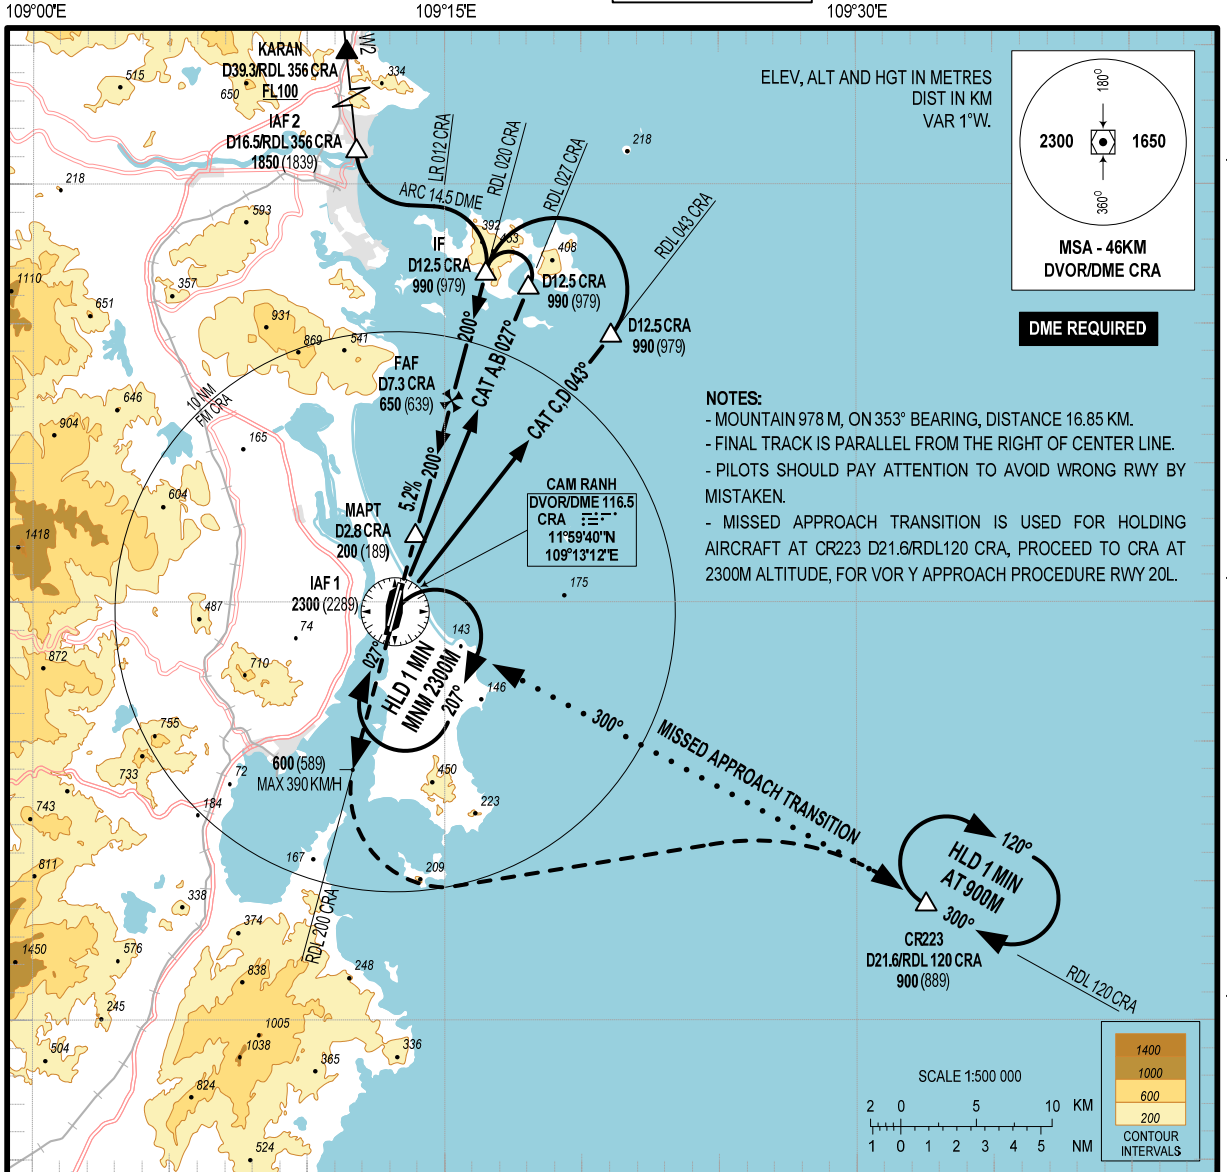 109°00'E
109°15'E
109°30'E
KARAN
D39.3/RDL 356 CRA
FL100
W2
515
650
334
IAF 2
D16.5/RDL 356 CRA
1850 (1839)
LR 012 CRA
RDL 020 CRA
RDL 027 CRA
RDL 043 CRA
ARC 14.5 DME
218
218
ELEV, ALT AND HGT IN METRES
DIST IN KM
VAR 1°W.
180°
2300
1650
360°
MSA - 46KM
DVOR/DME CRA
DME REQUIRED
593
392
408
IF
D12.5 CRA
990 (979)
D12.5 CRA
990 (979)
D12.5 CRA
990 (979)
1110
357
651
931
869
541
200°
CAT A,B 027°
CAT C,D 043°
FAF
D7.3 CRA
650 (639)
10 NM
FM CRA
646
904
165
604
1418
200°
5.2%
NOTES:
- MOUNTAIN 978 M, ON 353° BEARING, DISTANCE 16.85 KM.
- FINAL TRACK IS PARALLEL FROM THE RIGHT OF CENTER LINE.
- PILOTS SHOULD PAY ATTENTION TO AVOID WRONG RWY BY
MISTAKEN.
- MISSED APPROACH TRANSITION IS USED FOR HOLDING
AIRCRAFT AT CR223 D21.6/RDL120 CRA, PROCEED TO CRA AT
2300M ALTITUDE, FOR VOR Y APPROACH PROCEDURE RWY 20L.
CAM RANH
DVOR/DME 116.5
CRA
11°59'40"N
109°13'12"E
MAPT
D2.8 CRA
200 (189)
IAF 1
2300 (2289)
175
487
74
143
872
710
146
027°
HLD 1 MIN
MNM 2300M
207°
300°
MISSED APPROACH TRANSITION
755
733
72
600 (589)
MAX 390 KM/H
450
223
743
184
167
209
811
338
RDL 200 CRA
120°
HLD 1 MIN
AT 900M
300°
CR223
D21.6/RDL 120 CRA
900 (889)
RDL 120 CRA
374
1450
576
838
248
245
1005
1038
336
504
365
824
524
SCALE 1:500 000
2 0 5 10 KM
1 0 1 2 3 4 5 NM
1400
1000
600
200
CONTOUR
INTERVALS